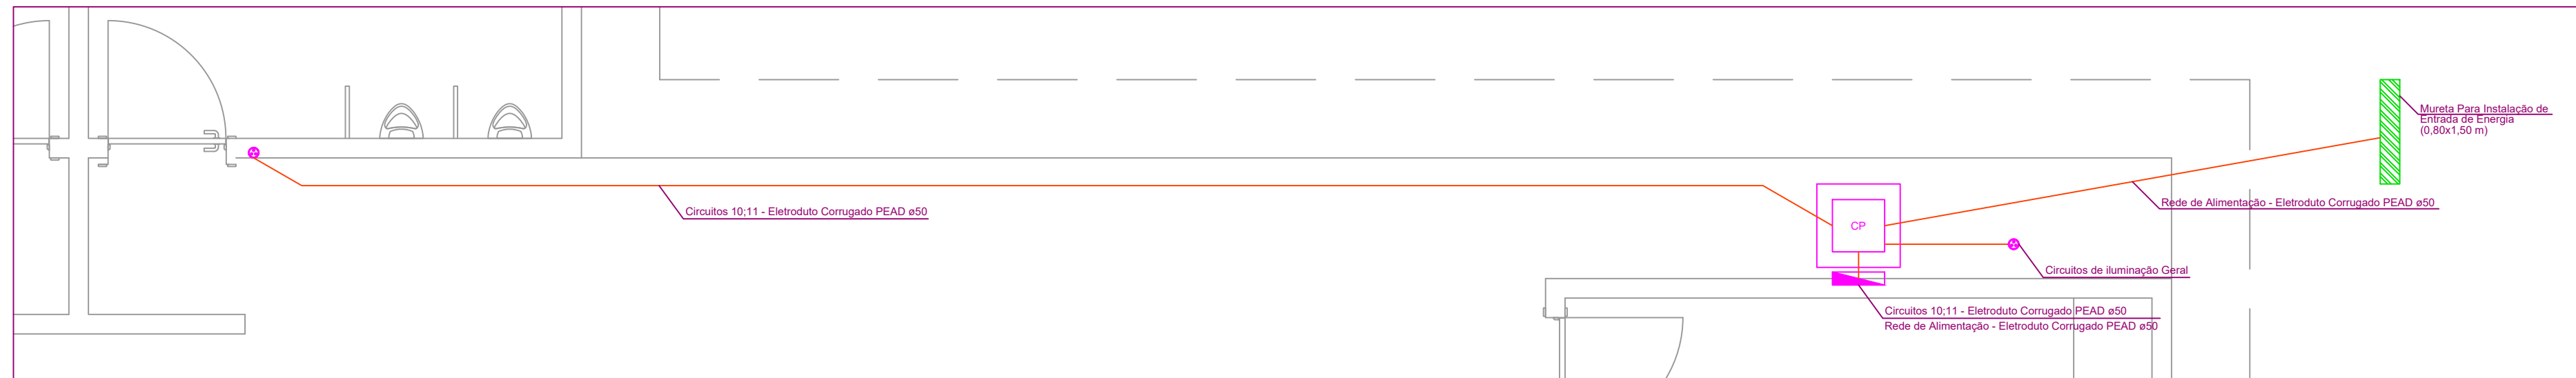 Mureta Para Instalação de
Entrada de Energia
(0,80x1,50 m)
Rede de Alimentação - Eletroduto Corrugado PEAD ø50
Circuitos 10;11 - Eletroduto Corrugado PEAD ø50
CP
Circuitos de iluminação Geral
Circuitos 10;11 - Eletroduto Corrugado PEAD ø50
Rede de Alimentação - Eletroduto Corrugado PEAD ø50